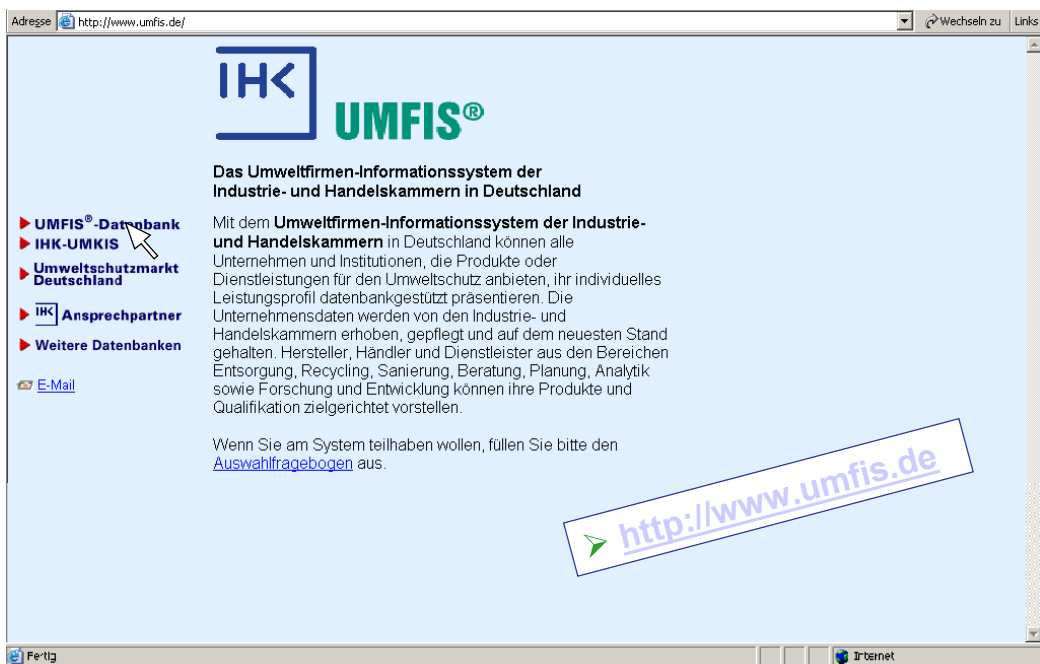 Adresse http://www.umfis.de/ Wechseln zu Links
IHK
UMFIS®
Das Umweltfirmen-Informationssystem der
Industrie- und Handelskammern in Deutschland
UMFIS®-Datenbank
IHK-UMKIS
Umweltschutzmarkt
Deutschland
IHK Ansprechpartner
Weitere Datenbanken
E-Mail
Mit dem Umweltfirmen-Informationssystem der Industrie-
und Handelskammern in Deutschland können alle
Unternehmen und Institutionen, die Produkte oder
Dienstleistungen für den Umweltschutz anbieten, ihr individuelles
Leistungsprofil datenbankgestützt präsentieren. Die
Unternehmensdaten werden von den Industrie- und
Handelskammern erhoben, gepflegt und auf dem neuesten Stand
gehalten. Hersteller, Händler und Dienstleister aus den Bereichen
Entsorgung, Recycling, Sanierung, Beratung, Planung, Analytik
sowie Forschung und Entwicklung können ihre Produkte und
Qualifikation zielgerichtet vorstellen.
Wenn Sie am System teilhaben wollen, füllen Sie bitte den
Auswahlfragebogen aus.
http://www.umfis.de
Fertig Internet